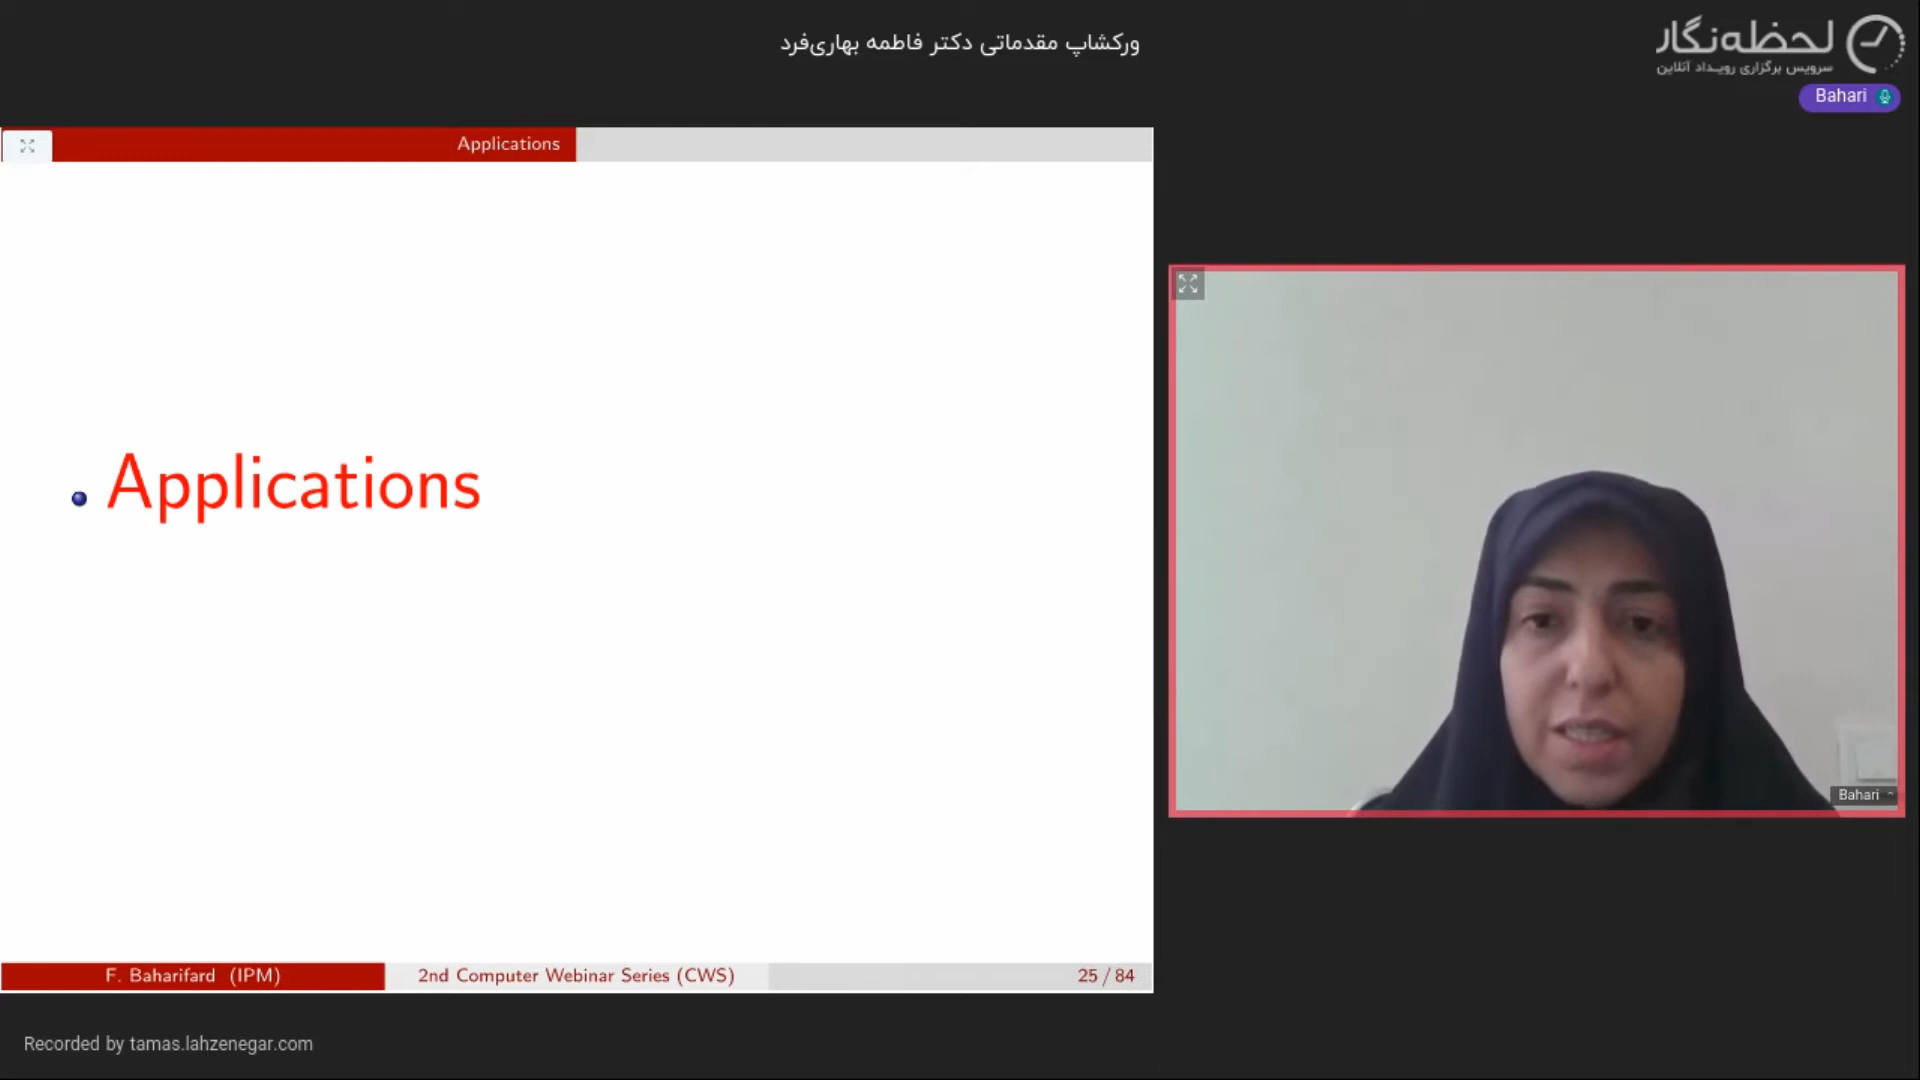 ورکشاپ مقدماتی دکتر فاطمه بهاری‌فرد
لحظه‌نگار
سرویس برگزاری رویداد آنلاین
Bahari
Applications
Applications
Bahari
F. Baharifard (IPM)
2nd Computer Webinar Series (CWS)
25 / 84
Recorded by tamas.lahzenegar.com